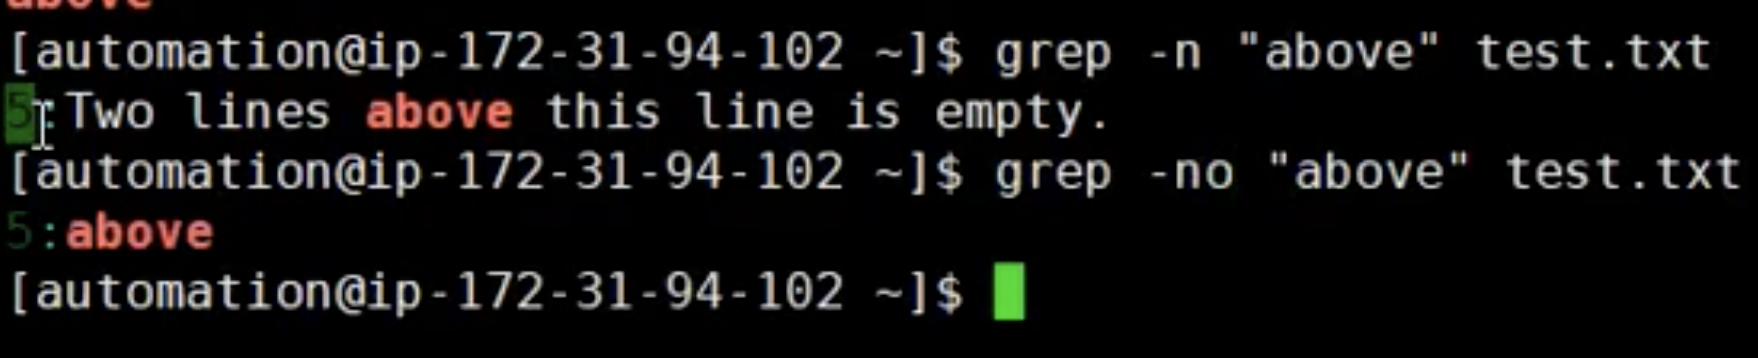 above
[automation@ip-172-31-94-102 ~]$ grep -n "above" test.txt
5:Two lines above this line is empty.
[automation@ip-172-31-94-102 ~]$ grep -no "above" test.txt
5:above
[automation@ip-172-31-94-102 ~]$